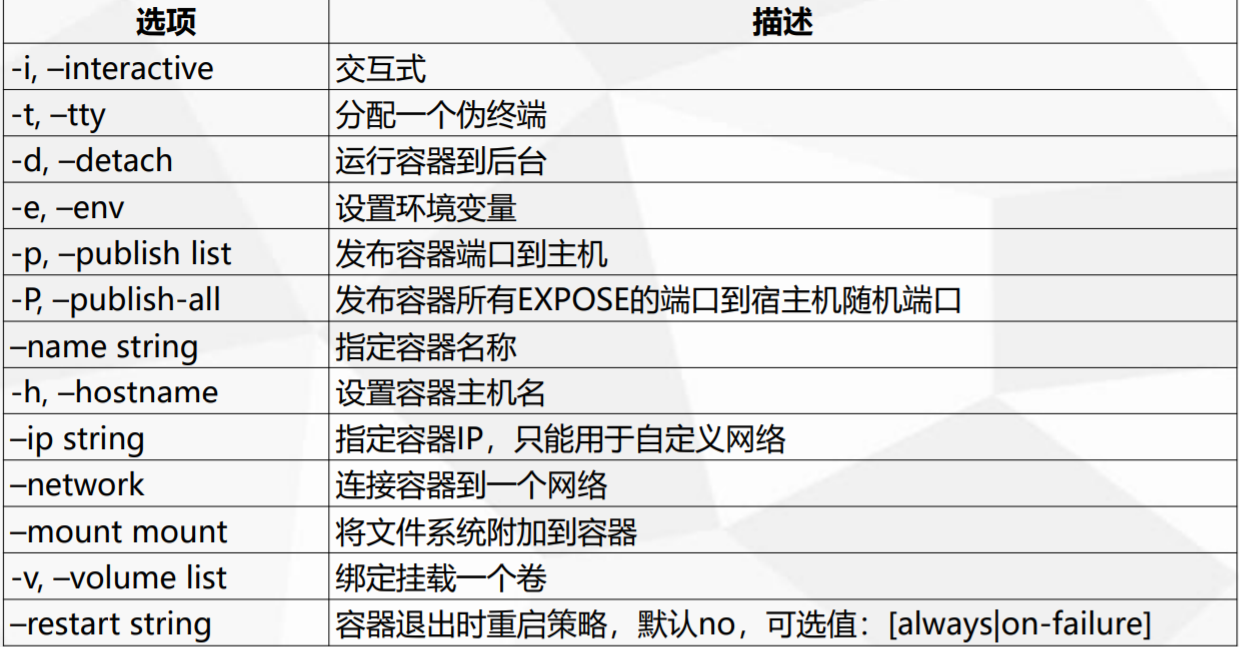 选项 描述
-i, –interactive 交互式
-t, –tty 分配一个伪终端
-d, –detach 运行容器到后台
-e, –env 设置环境变量
-p, –publish list 发布容器端口到主机
-P, –publish-all 发布容器所有EXPOSE的端口到宿主机随机端口
–name string 指定容器名称
-h, –hostname 设置容器主机名
–ip string 指定容器IP，只能用于自定义网络
–network 连接容器到一个网络
–mount mount 将文件系统附加到容器
-v, –volume list 绑定挂载一个卷
–restart string 容器退出时重启策略，默认no，可选值：[always|on-failure]